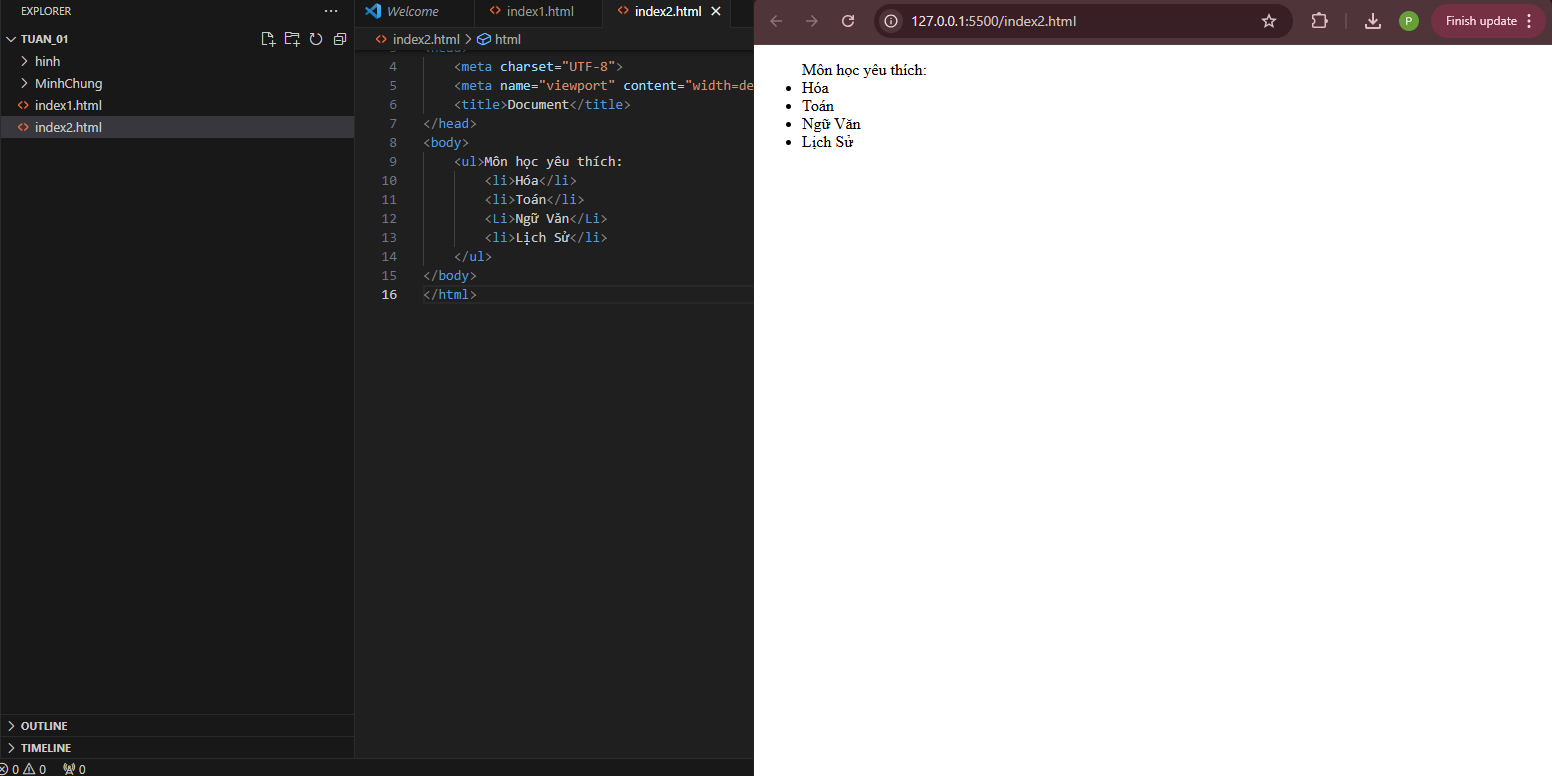 EXPLORER
TUAN_01
hinh
MinhChung
index1.html
index2.html
OUTLINE
TIMELINE
0 0 0
Welcome index1.html index2.html
index2.html > html
4 <meta charset="UTF-8">
5 <meta name="viewport" content="width=de
6 <title>Document</title>
7 </head>
8 <body>
9 <ul>Môn học yêu thích:
10 <li>Hóa</li>
11 <li>Toán</li>
12 <Li>Ngữ Văn</Li>
13 <li>Lịch Sử</li>
14 </ul>
15 </body>
16 </html>
127.0.0.1:5500/index2.html P Finish update
Môn học yêu thích:
• Hóa
• Toán
• Ngữ Văn
• Lịch Sử